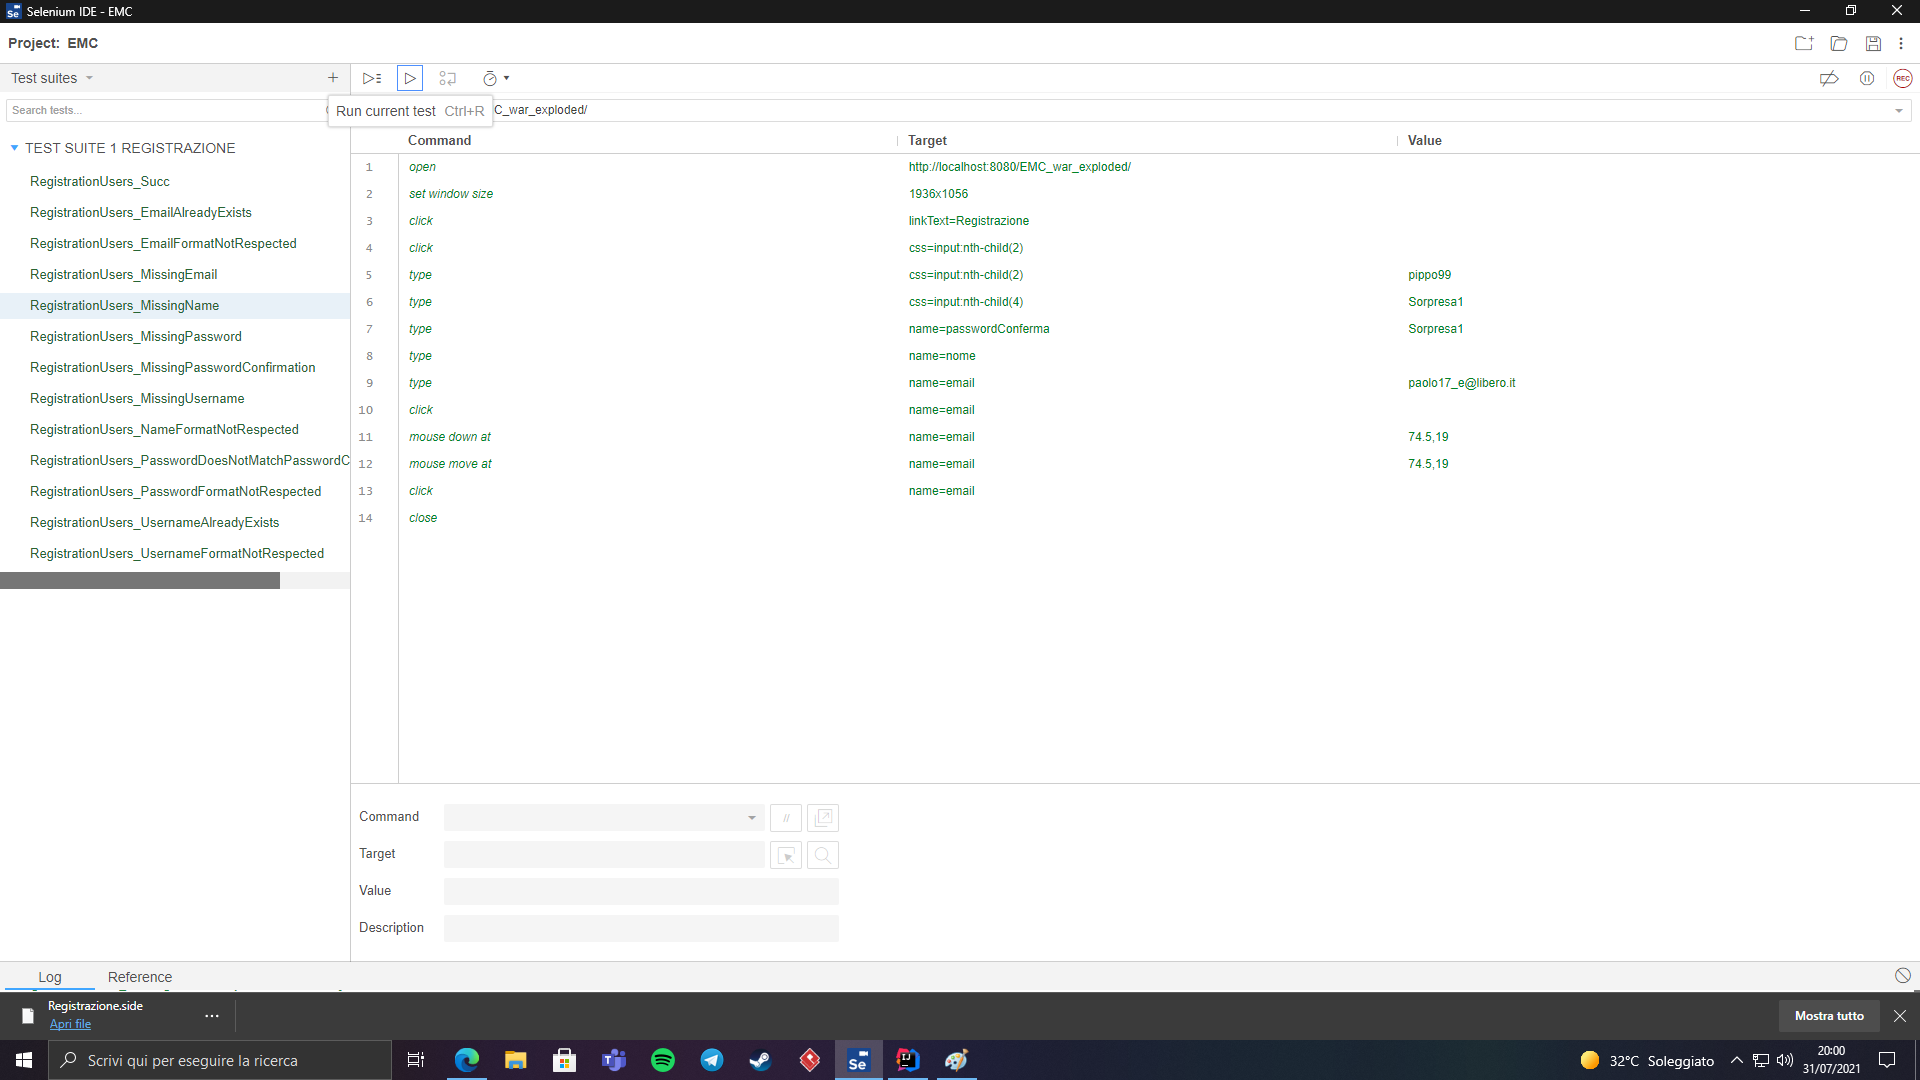 Selenium IDE - EMC
Project: EMC
Test suites
Search tests...
Run current test Ctrl+R
C_war_exploded/
Command Target Value
TEST SUITE 1 REGISTRAZIONE
RegistrationUsers_Succ
RegistrationUsers_EmailAlreadyExists
RegistrationUsers_EmailFormatNotRespected
RegistrationUsers_MissingEmail
RegistrationUsers_MissingName
RegistrationUsers_MissingPassword
RegistrationUsers_MissingPasswordConfirmation
RegistrationUsers_MissingUsername
RegistrationUsers_NameFormatNotRespected
RegistrationUsers_PasswordDoesNotMatchPasswordC
RegistrationUsers_PasswordFormatNotRespected
RegistrationUsers_UsernameAlreadyExists
RegistrationUsers_UsernameFormatNotRespected
1 open http://localhost:8080/EMC_war_exploded/
2 set window size 1936x1056
3 click linkText=Registrazione
4 click css=input:nth-child(2)
5 type css=input:nth-child(2) pippo99
6 type css=input:nth-child(4) Sorpresa1
7 type name=passwordConferma Sorpresa1
8 type name=nome
9 type name=email paolo17_e@libero.it
10 click name=email
11 mouse down at name=email 74.5,19
12 mouse move at name=email 74.5,19
13 click name=email
14 close
Command //
Target
Value
Description
Log Reference
Registrazione.side
Apri file
Mostra tutto
Scrivi qui per eseguire la ricerca
32°C Soleggiato
20:00
31/07/2021
REC
Se